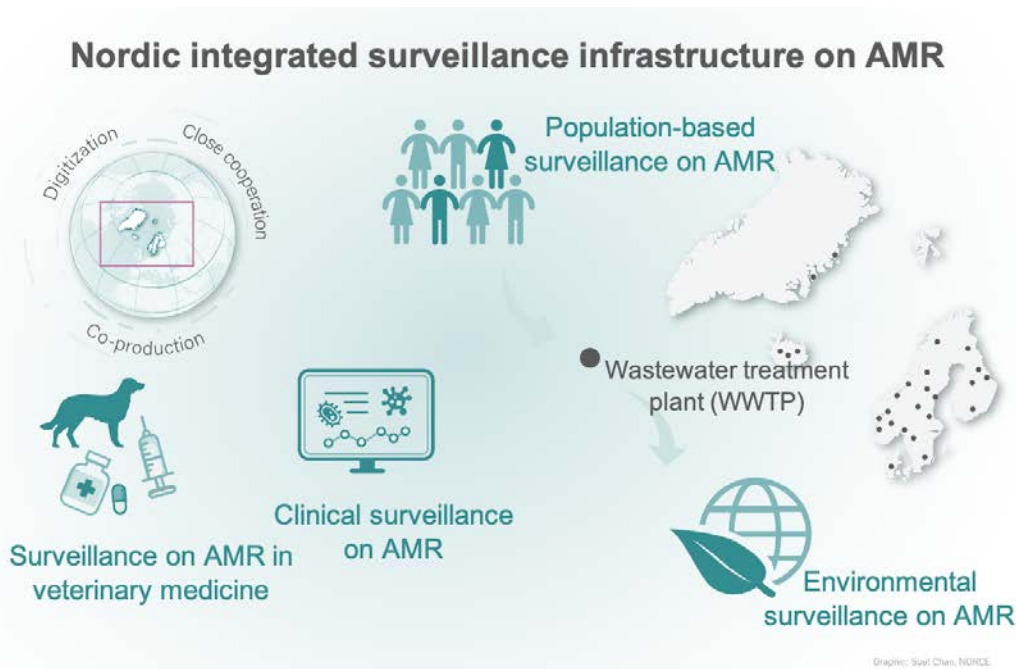 Nordic integrated surveillance infrastructure on AMR
Digitization
Close cooperation
Co-production
Population-based
surveillance on AMR
Wastewater treatment
plant (WWTP)
Surveillance on AMR in
veterinary medicine
Clinical surveillance
on AMR
Environmental
surveillance on AMR
Graphic: Suet Chan, NORCE